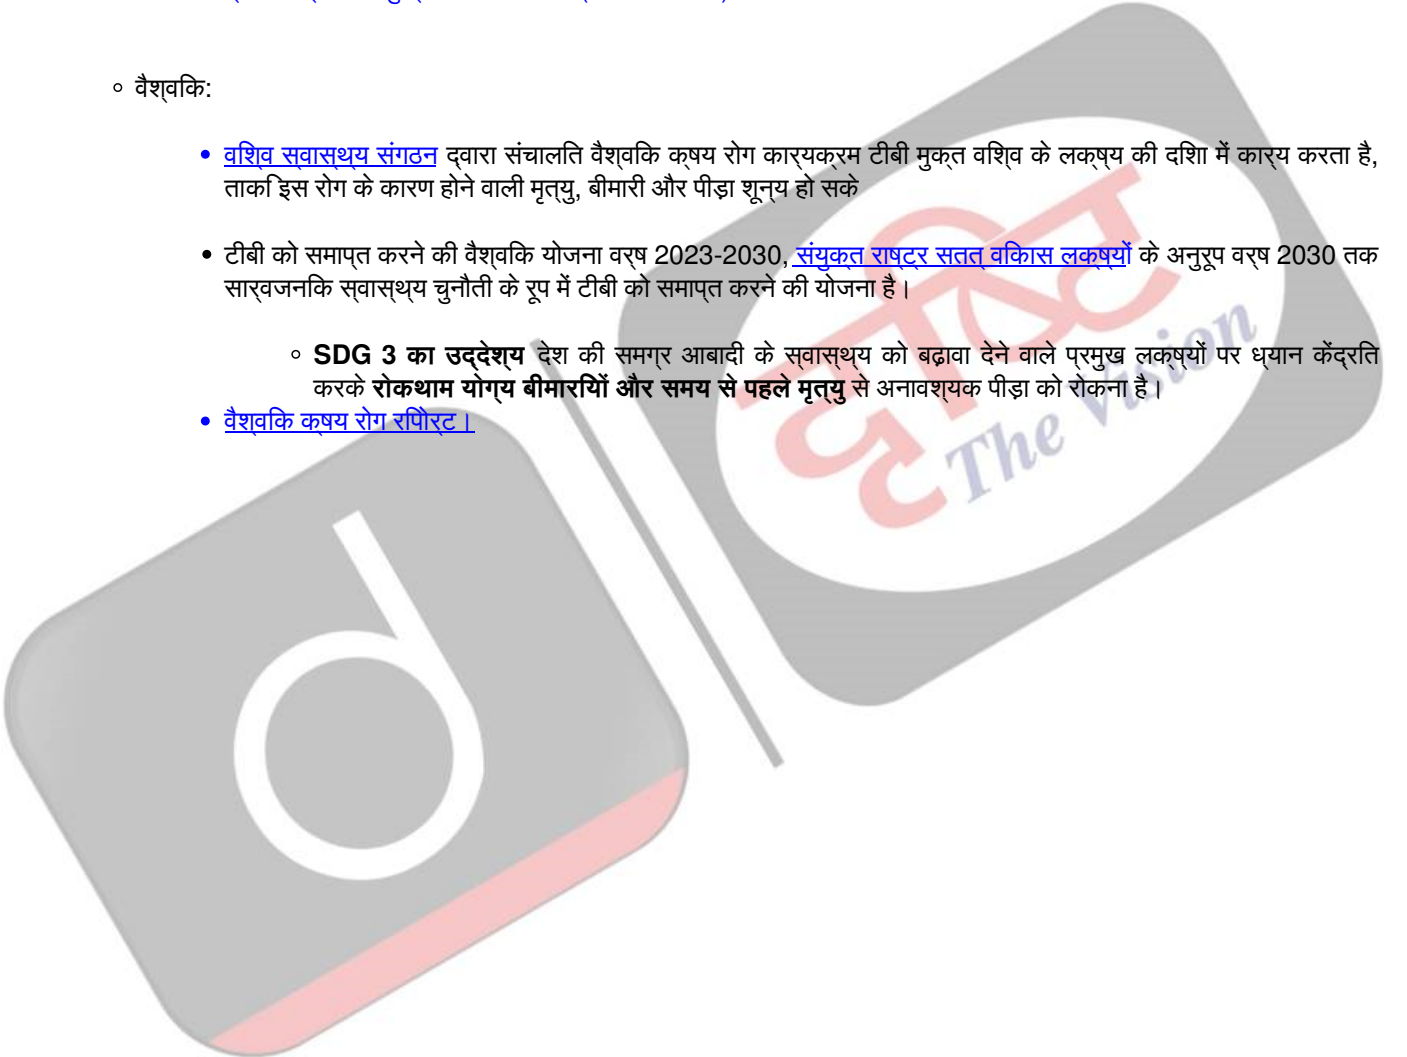 वैश्विक:
विश्व स्वास्थ्य संगठन द्वारा संचालित वैश्विक क्षय रोग कार्यक्रम टीबी मुक्त विश्व के लक्ष्य की दिशा में कार्य करता है,
ताकि इस रोग के कारण होने वाली मृत्यु, बीमारी और पीड़ा शून्य हो सके
टीबी को समाप्त करने की वैश्विक योजना वर्ष 2023-2030, संयुक्त राष्ट्र सतत् विकास लक्ष्यों के अनुरूप वर्ष 2030 तक
सार्वजनिक स्वास्थ्य चुनौती के रूप में टीबी को समाप्त करने की योजना है।
SDG 3 का उद्देश्य देश की समग्र आबादी के स्वास्थ्य को बढ़ावा देने वाले प्रमुख लक्ष्यों पर ध्यान केंद्रित
करके रोकथाम योग्य बीमारियों और समय से पहले मृत्यु से अनावश्यक पीड़ा को रोकना है।
वैश्विक क्षय रोग रिपोर्ट।
दृष्टि
The Vision
d